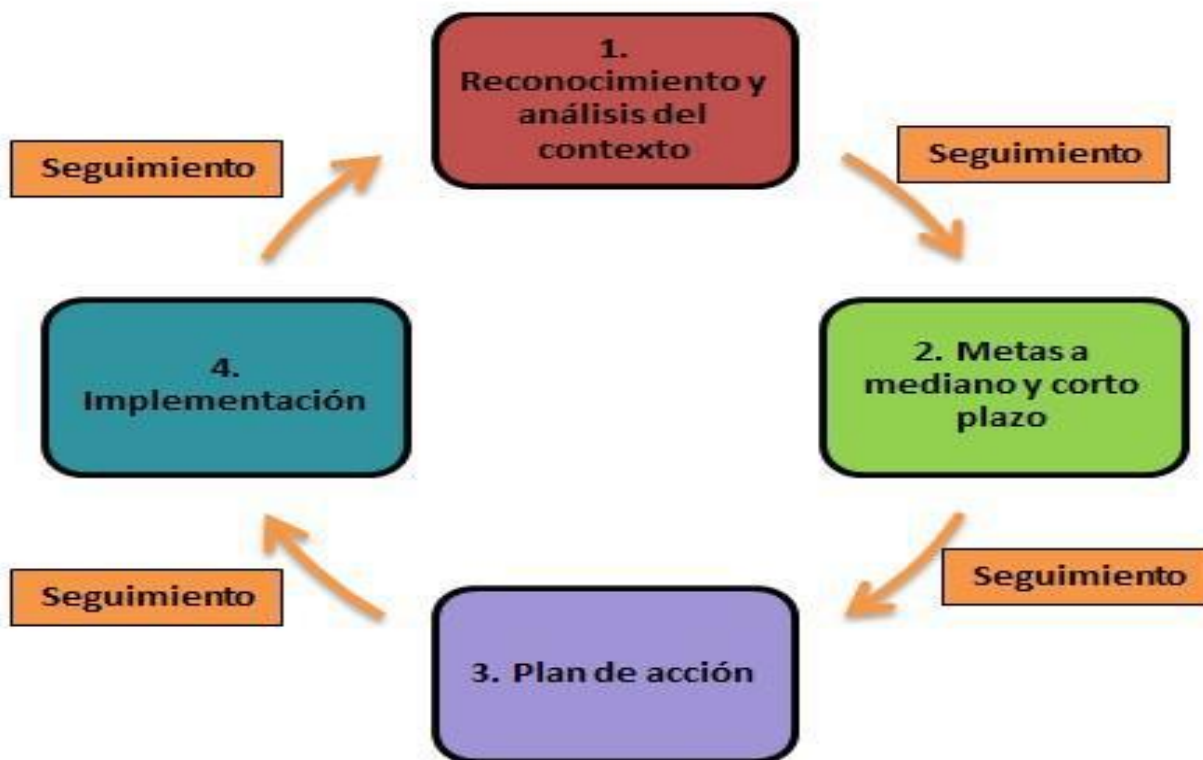 1.
Reconocimiento y
análisis del
contexto
Seguimiento
Seguimiento
4.
Implementación
2. Metas a
mediano y corto
plazo
Seguimiento
Seguimiento
3. Plan de acción